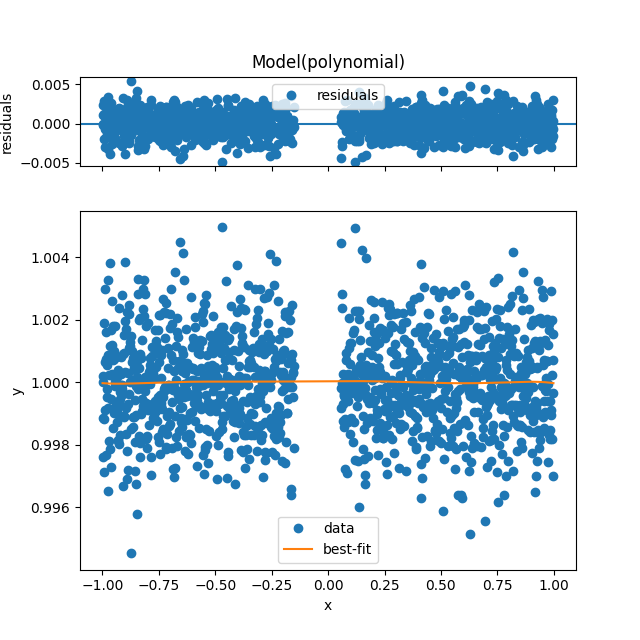 Model(polynomial)
0.005
0.000
−0.005
residuals
residuals
1.004
1.002
1.000
0.998
0.996
y
data
best-fit
−1.00 −0.75 −0.50 −0.25 0.00 0.25 0.50 0.75 1.00
x